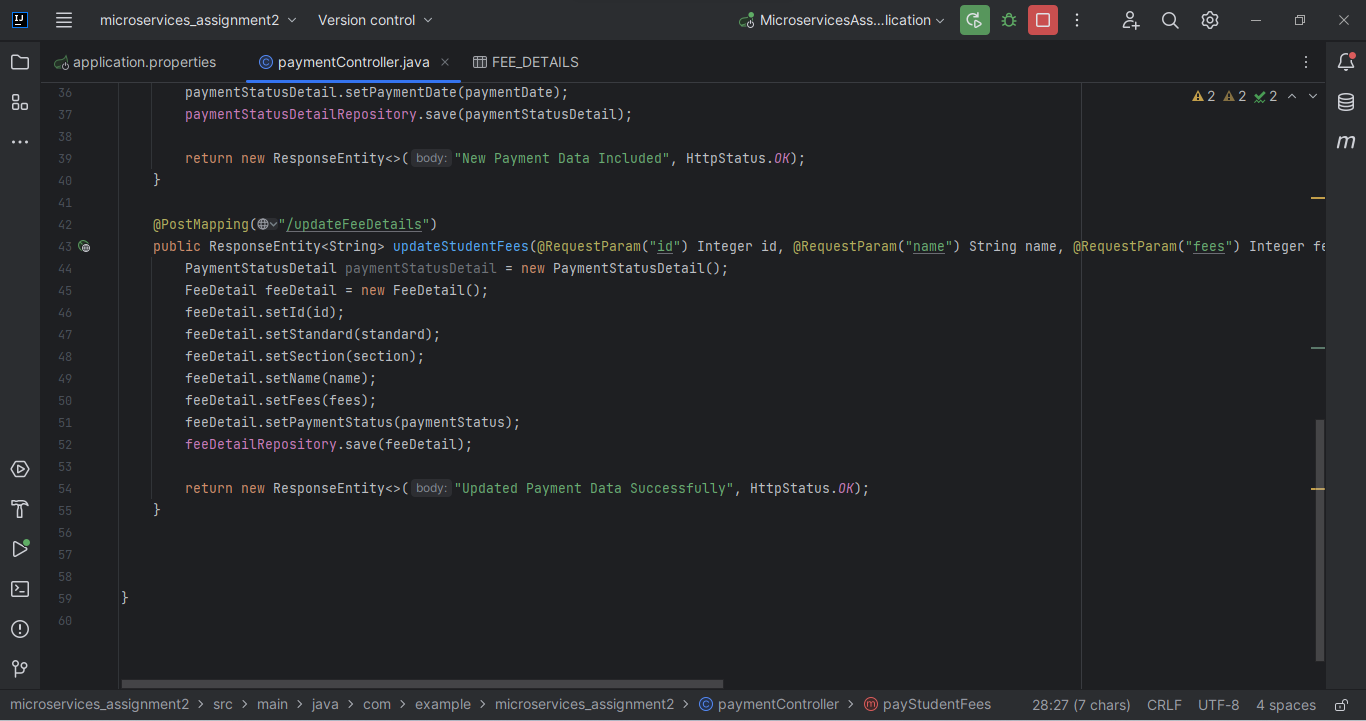 microservices_assignment2 Version control MicroservicesAss...lication
application.properties paymentController.java FEE_DETAILS
36 paymentStatusDetail.setPaymentDate(paymentDate); 2 2 2
37 paymentStatusDetailRepository.save(paymentStatusDetail);
38
39 return new ResponseEntity<>( body: "New Payment Data Included", HttpStatus.OK);
40 }
41
42 @PostMapping("/updateFeeDetails")
43 public ResponseEntity<String> updateStudentFees(@RequestParam("id") Integer id, @RequestParam("name") String name, @RequestParam("fees") Integer fe
44 PaymentStatusDetail paymentStatusDetail = new PaymentStatusDetail();
45 FeeDetail feeDetail = new FeeDetail();
46 feeDetail.setId(id);
47 feeDetail.setStandard(standard);
48 feeDetail.setSection(section);
49 feeDetail.setName(name);
50 feeDetail.setFees(fees);
51 feeDetail.setPaymentStatus(paymentStatus);
52 feeDetailRepository.save(feeDetail);
53
54 return new ResponseEntity<>( body: "Updated Payment Data Successfully", HttpStatus.OK);
55 }
56
57
58
59 }
60
microservices_assignment2 > src > main > java > com > example > microservices_assignment2 > paymentController > payStudentFees 28:27 (7 chars) CRLF UTF-8 4 spaces